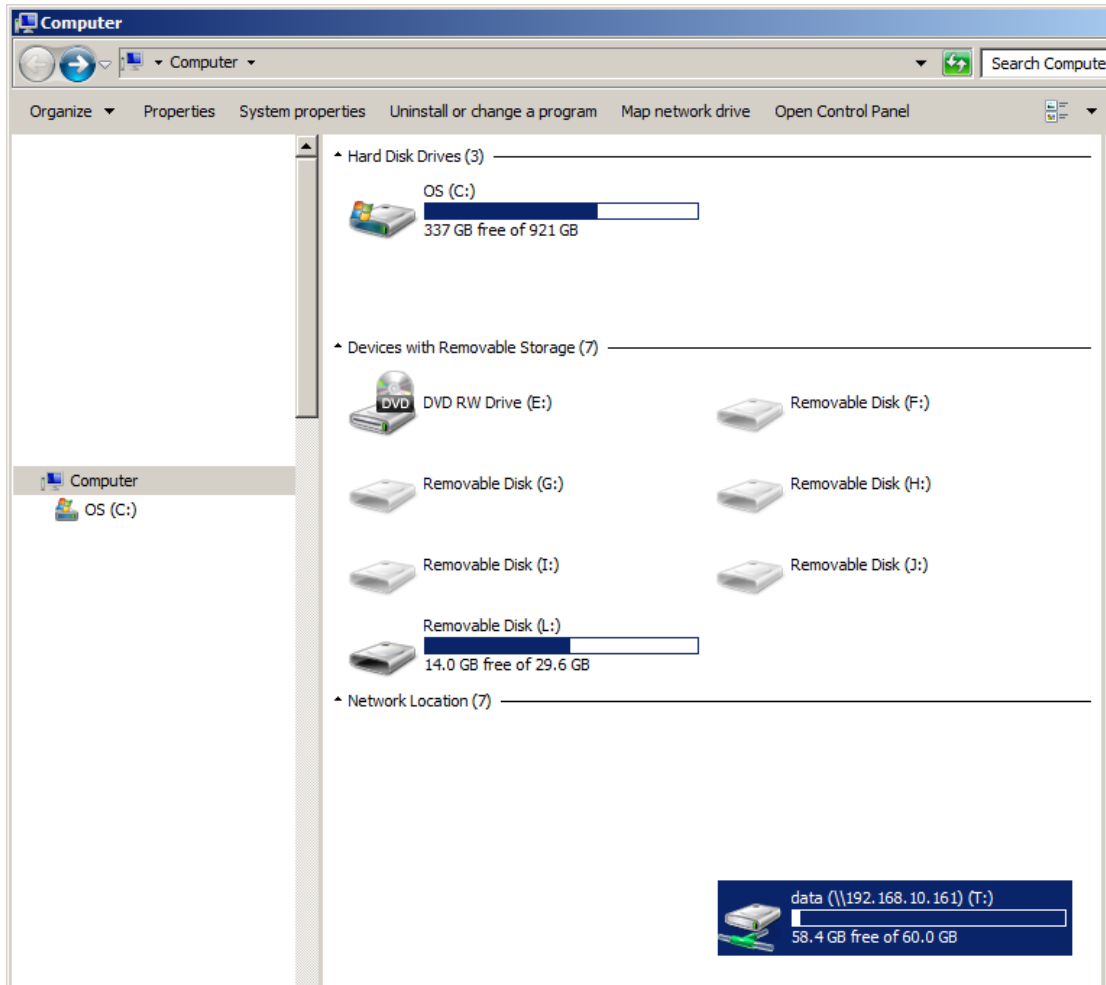 Computer
Computer
Search Compute
Organize Properties System properties Uninstall or change a program Map network drive Open Control Panel
Hard Disk Drives (3)
OS (C:)
337 GB free of 921 GB
Devices with Removable Storage (7)
DVD
DVD RW Drive (E:)
Removable Disk (F:)
Removable Disk (G:)
Removable Disk (H:)
Computer
OS (C:)
Removable Disk (I:)
Removable Disk (J:)
Removable Disk (L:)
14.0 GB free of 29.6 GB
Network Location (7)
data (\\192.168.10.161) (T:)
58.4 GB free of 60.0 GB